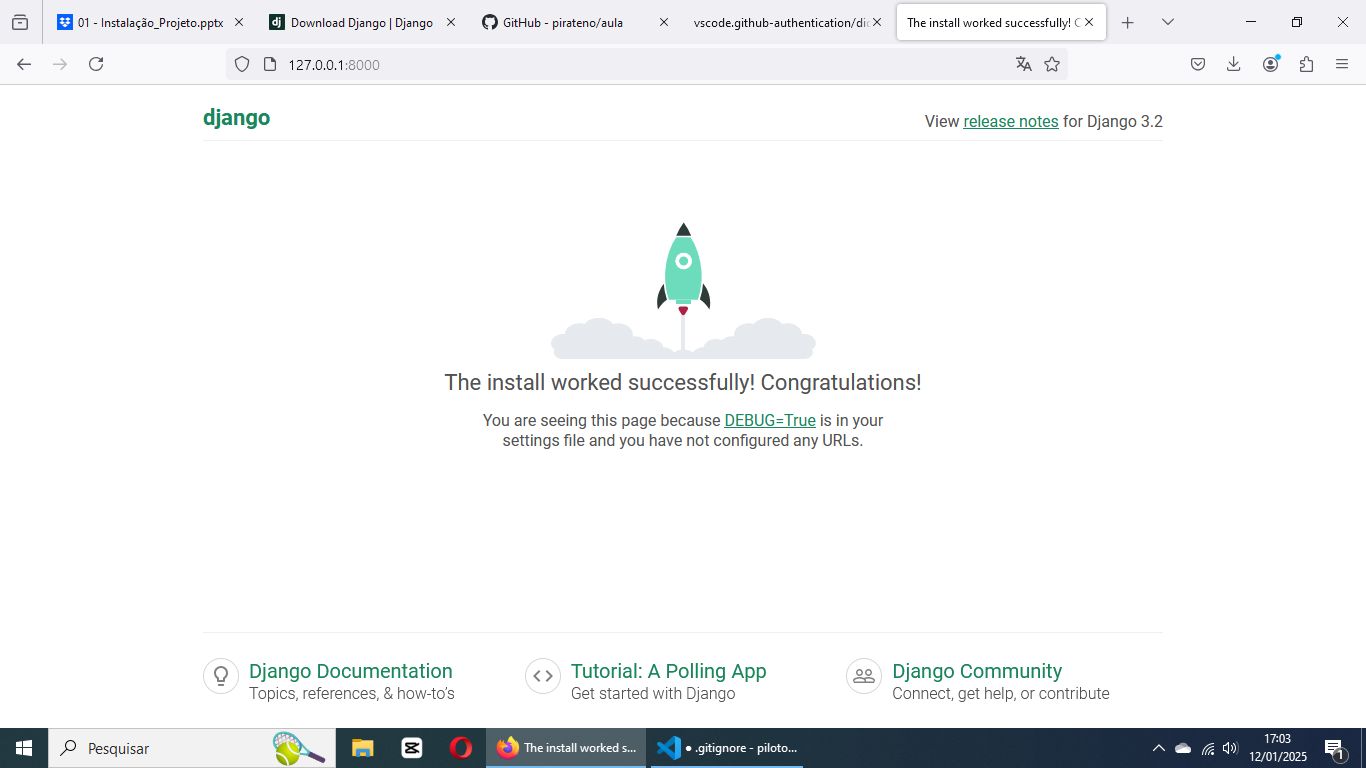 01 - Instalação_Projeto.pptx
Download Django | Django
GitHub - pirateno/aula
vscode.github-authentication/dic
The install worked successfully! C
127.0.0.1:8000
django
View release notes for Django 3.2
The install worked successfully! Congratulations!
You are seeing this page because DEBUG=True is in your
settings file and you have not configured any URLs.
Django Documentation
Topics, references, & how-to's
Tutorial: A Polling App
Get started with Django
Django Community
Connect, get help, or contribute
Pesquisar
The install worked s...
● .gitignore - piloto...
17:03
12/01/2025
1